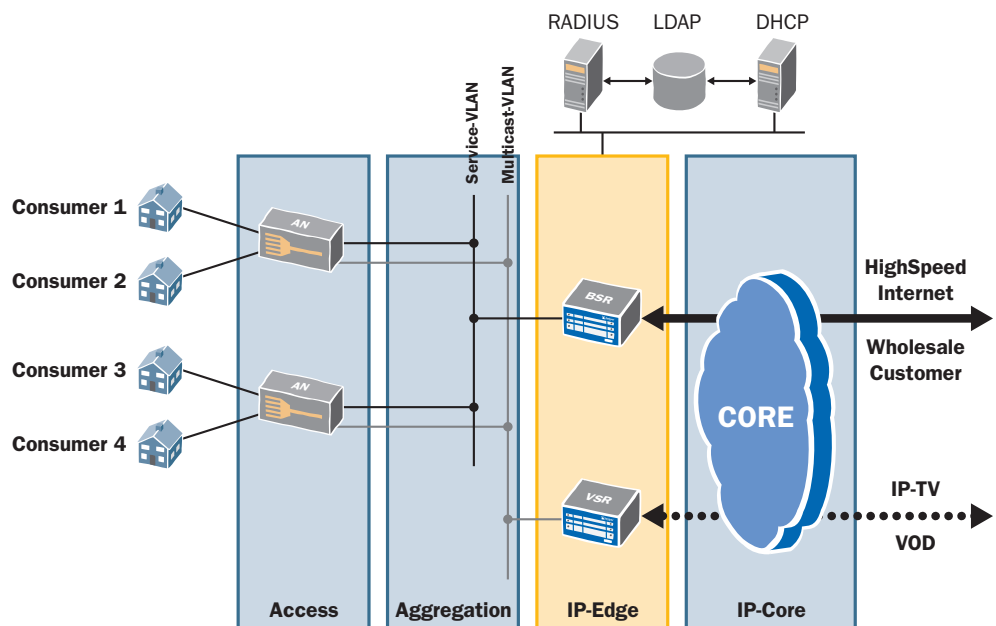 RADIUS LDAP DHCP
Service-VLAN
Multicast-VLAN
Consumer 1
AN
Consumer 2
HighSpeed
Internet
BSR
Wholesale
Customer
Consumer 3
AN
Consumer 4
CORE
IP-TV
VSR
VOD
Access Aggregation IP-Edge IP-Core